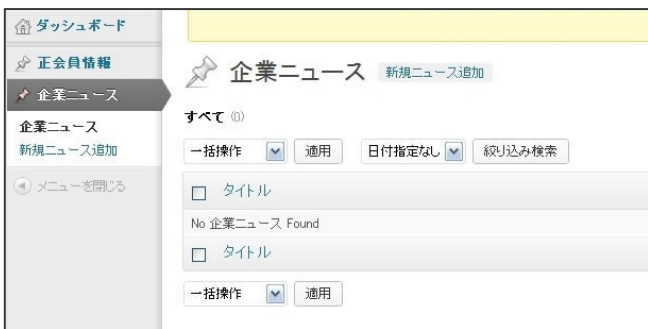 ダッシュボード
正会員情報
企業ニュース
企業ニュース
新規ニュース追加
メニューを閉じる
企業ニュース 新規ニュース追加
すべて (0)
一括操作 適用 日付指定なし 絞り込み検索
タイトル
No 企業ニュース Found
タイトル
一括操作 適用